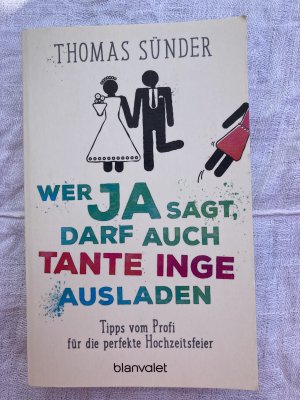 THOMAS SÜNDER
WER JA SAGT,
DARF AUCH
TANTE INGE
AUSLADEN
Tipps vom Profi
für die perfekte Hochzeitsfeier
blanvalet